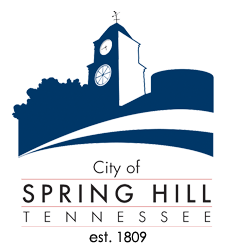 City of
SPRING HILL
TENNESSEE
est. 1809